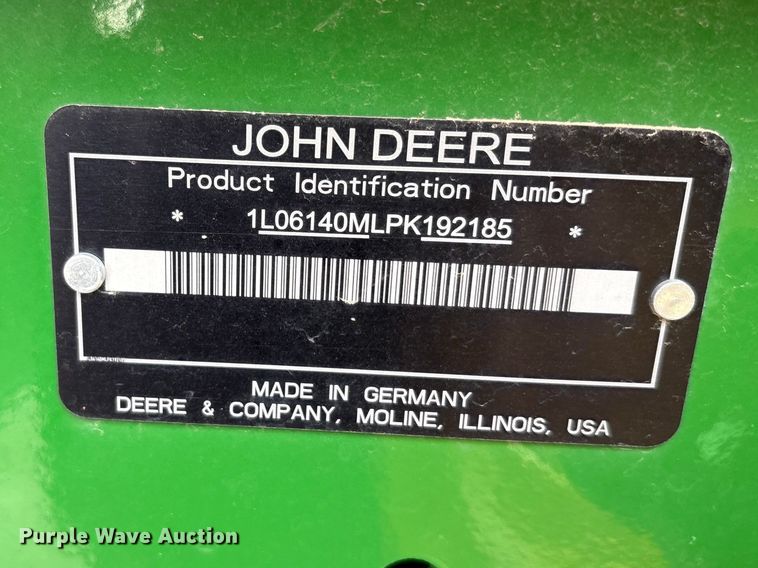 JOHN DEERE
Product Identification Number
* 1L06140MLPK192185 *
MADE IN GERMANY
DEERE & COMPANY, MOLINE, ILLINOIS, USA
Purple Wave Auction